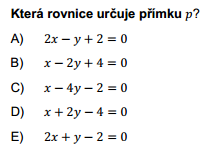 Která rovnice určuje přímku p?
A) 2x − y + 2 = 0
B) x − 2y + 4 = 0
C) x − 4y − 2 = 0
D) x + 2y − 4 = 0
E) 2x + y − 2 = 0